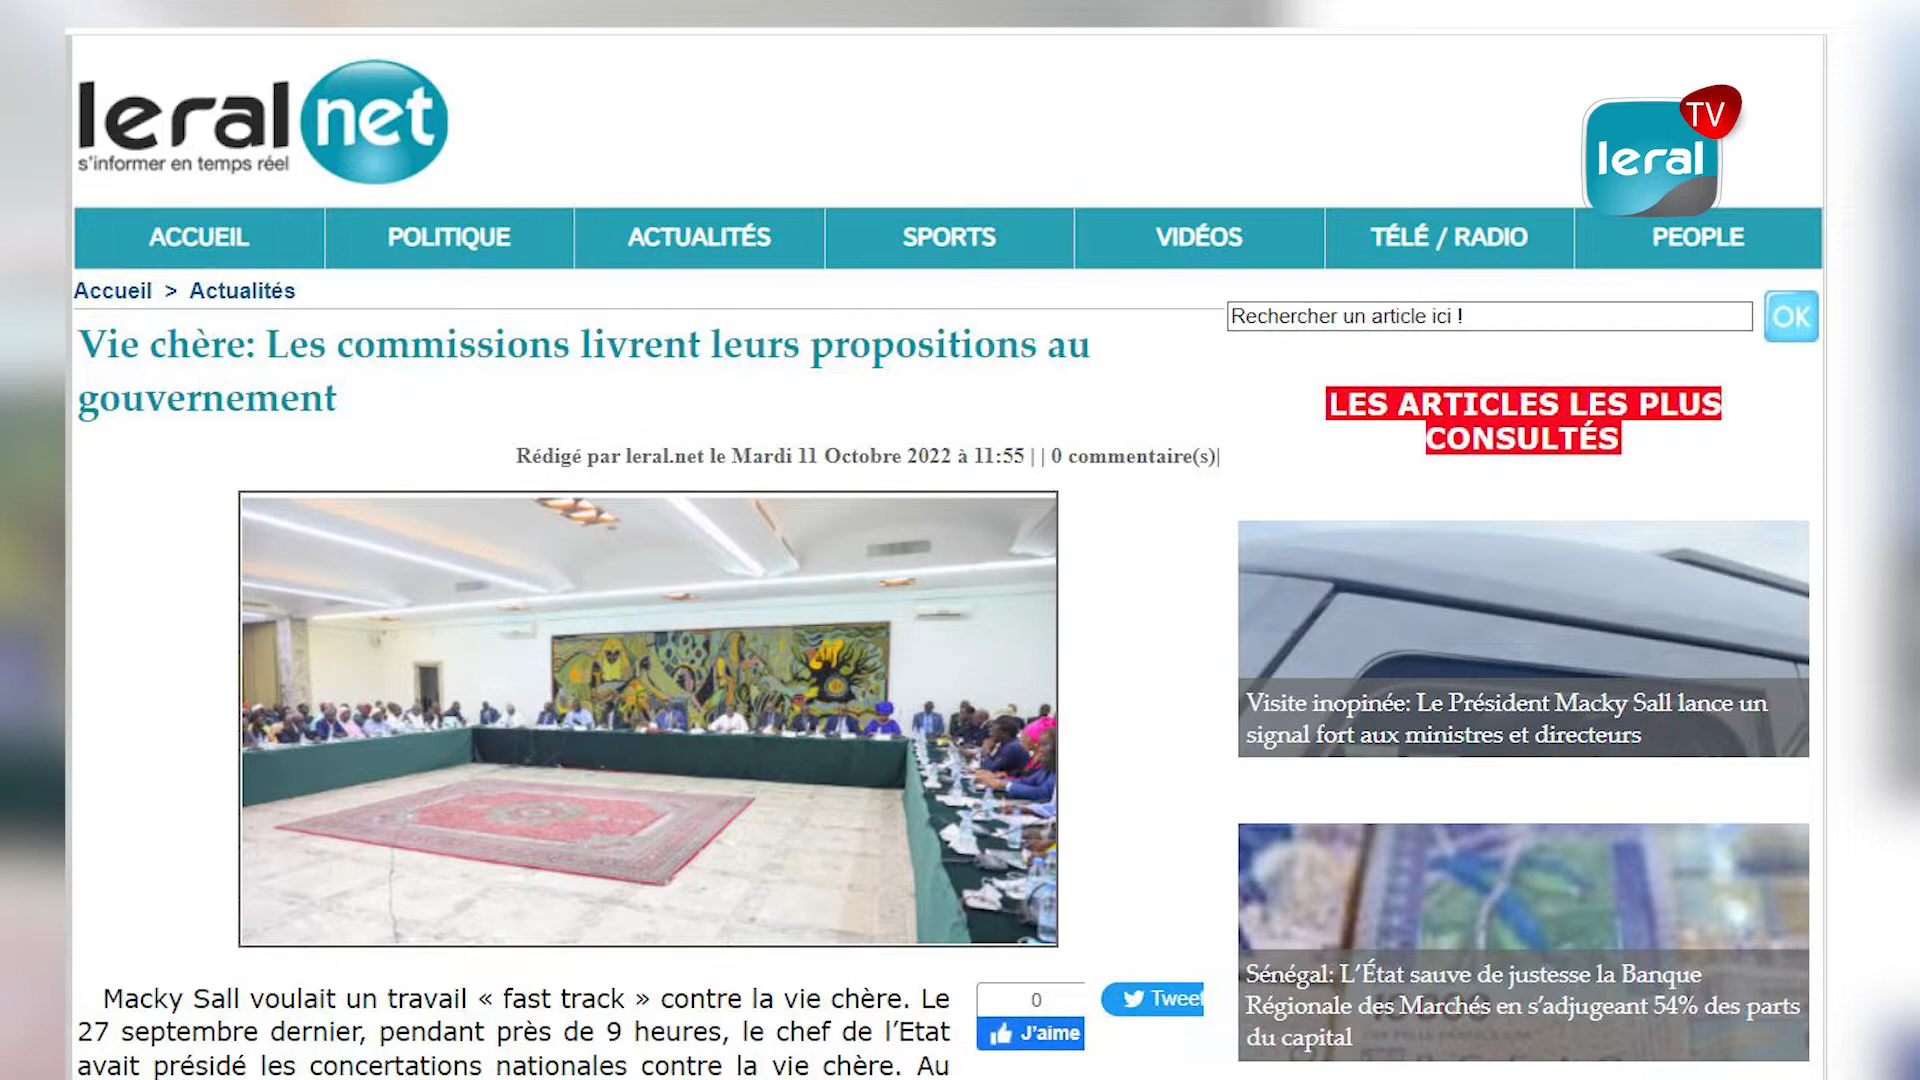 leral net
s'informer en temps réel
TV
leral
ACCUEIL
POLITIQUE
ACTUALITÉS
SPORTS
VIDÉOS
TÉLÉ / RADIO
PEOPLE
Accueil > Actualités
Rechercher un article ici !
OK
Vie chère: Les commissions livrent leurs propositions au
gouvernement
Rédigé par leral.net le Mardi 11 Octobre 2022 à 11:55 | | 0 commentaire(s)|
LES ARTICLES LES PLUS
CONSULTÉS
Visite inopinée: Le Président Macky Sall lance un
signal fort aux ministres et directeurs
Sénégal: L'État sauve de justesse la Banque
Régionale des Marchés en s'adjugeant 54% des parts
du capital
Macky Sall voulait un travail « fast track » contre la vie chère. Le
27 septembre dernier, pendant près de 9 heures, le chef de l'Etat
avait présidé les concertations nationales contre la vie chère. Au
0
J'aime
Tweet